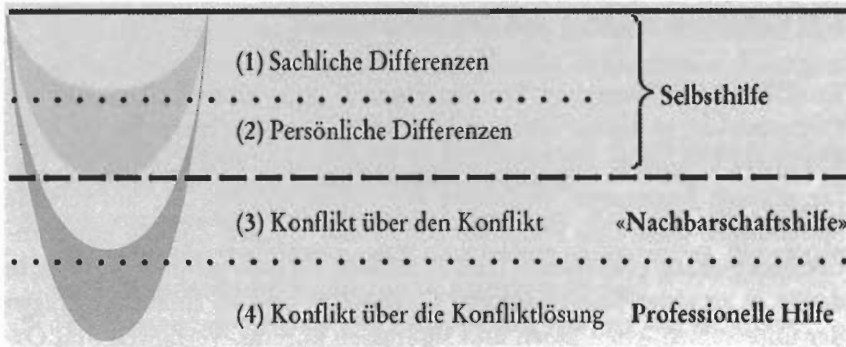 (1) Sachliche Differenzen
Selbsthilfe
(2) Persönliche Differenzen
(3) Konflikt über den Konflikt «Nachbarschaftshilfe»
(4) Konflikt über die Konfliktlösung Professionelle Hilfe